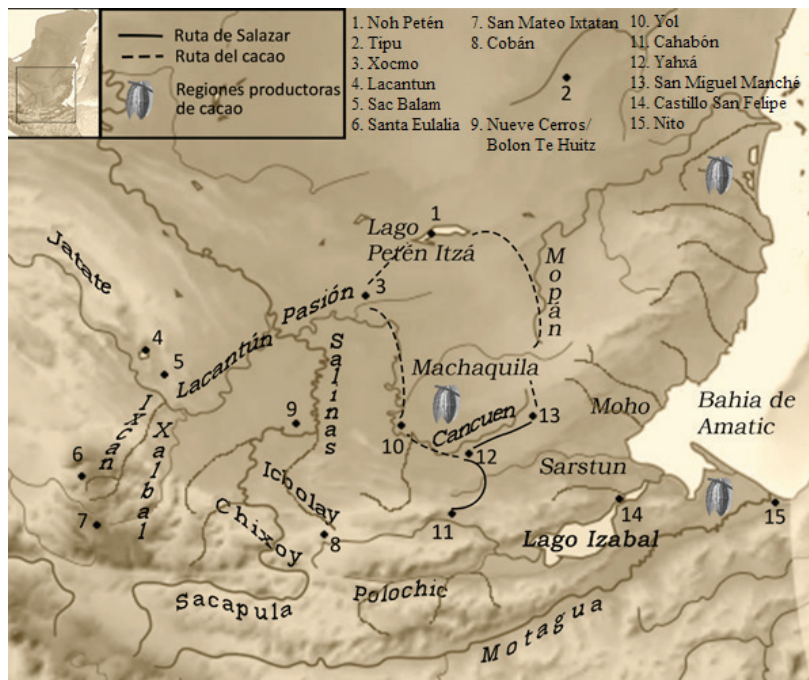 Ruta de Salazar
Ruta del cacao
Regiones productoras
de cacao
1. Noh Petén
2. Tipu
3. Xocmo
4. Lacantun
5. Sac Balam
6. Santa Eulalia
7. San Mateo Ixtatan
8. Cobán
9. Nueve Cerros/
Bolon Te Huitz
10. Yol
11. Cahabón
12. Yahxá
13. San Miguel Manché
14. Castillo San Felipe
15. Nito
2
1
Lago
Petén Itzá
Mopán
Jatate
3
Pasión
4
5
Lacantún
Salinas
Machaquila
Cancuen
13
Moho
Bahia de
Amatic
9
10
12
Ixcan
Xalbal
6
7
Icbolay
Sarstun
Chixoy
11
14
15
8
Lago Izabal
Sacapula
Polochic
Motagua